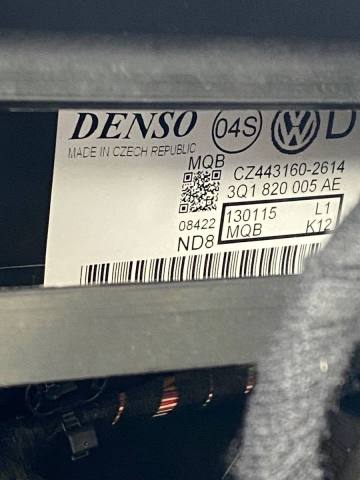 DENSO 04S VW D
MADE IN CZECH REPUBLIC
MQB
CZ443160-2614
3Q1 820 005 AE
08422
130115 L1
MQB K12
ND8